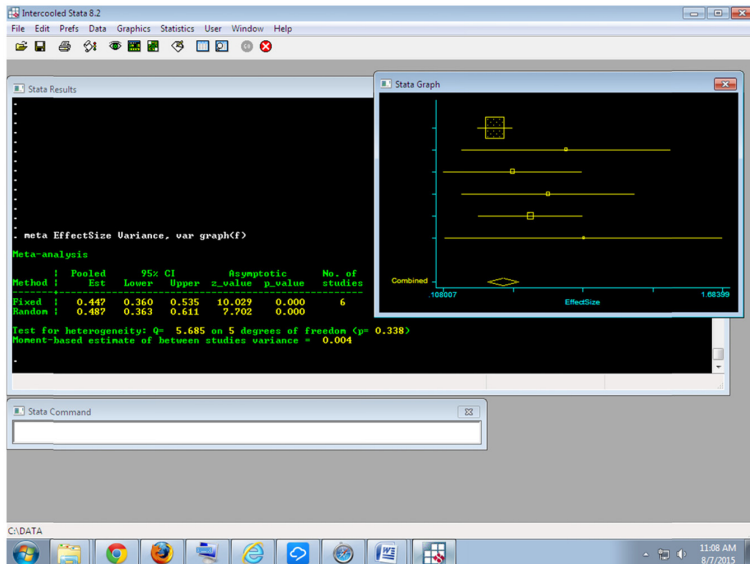 Intercooled Stata 8.2
File Edit Prefs Data Graphics Statistics User Window Help
Stata Results
. meta EffectSize Variance, var graph(f)
Meta-analysis
| Pooled 95% CI Asymptotic No. of
Method | Est Lower Upper z_value p_value studies
Fixed | 0.447 0.360 0.535 10.029 0.000 6
Random | 0.487 0.363 0.611 7.702 0.000
Test for heterogeneity: Q= 5.685 on 5 degrees of freedom (p= 0.338)
Moment-based estimate of between studies variance = 0.004
.
Stata Graph
Combined
.108007
1.68399
EffectSize
Stata Command
C:\DATA
11:08 AM
8/7/2015